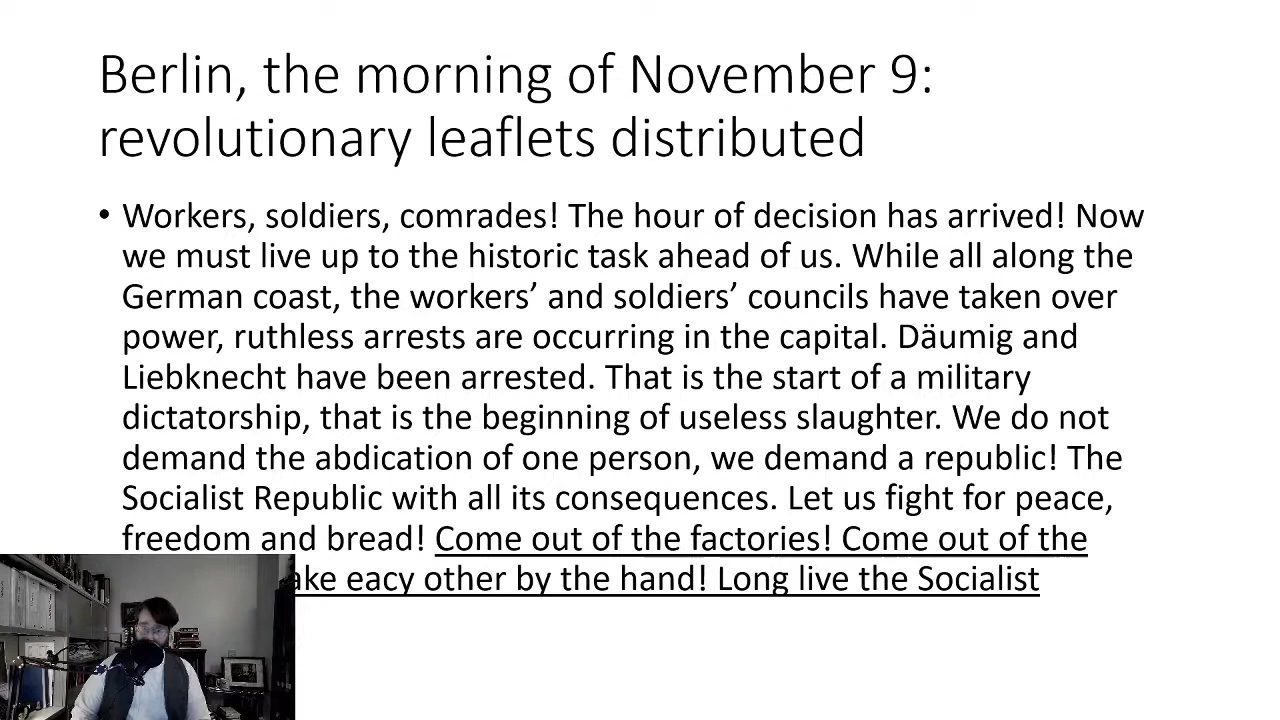 Berlin, the morning of November 9:
revolutionary leaflets distributed
• Workers, soldiers, comrades! The hour of decision has arrived! Now
we must live up to the historic task ahead of us. While all along the
German coast, the workers’ and soldiers’ councils have taken over
power, ruthless arrests are occurring in the capital. Däumig and
Liebknecht have been arrested. That is the start of a military
dictatorship, that is the beginning of useless slaughter. We do not
demand the abdication of one person, we demand a republic! The
Socialist Republic with all its consequences. Let us fight for peace,
freedom and bread! Come out of the factories! Come out of the
eacy other by the hand! Long live the Socialist